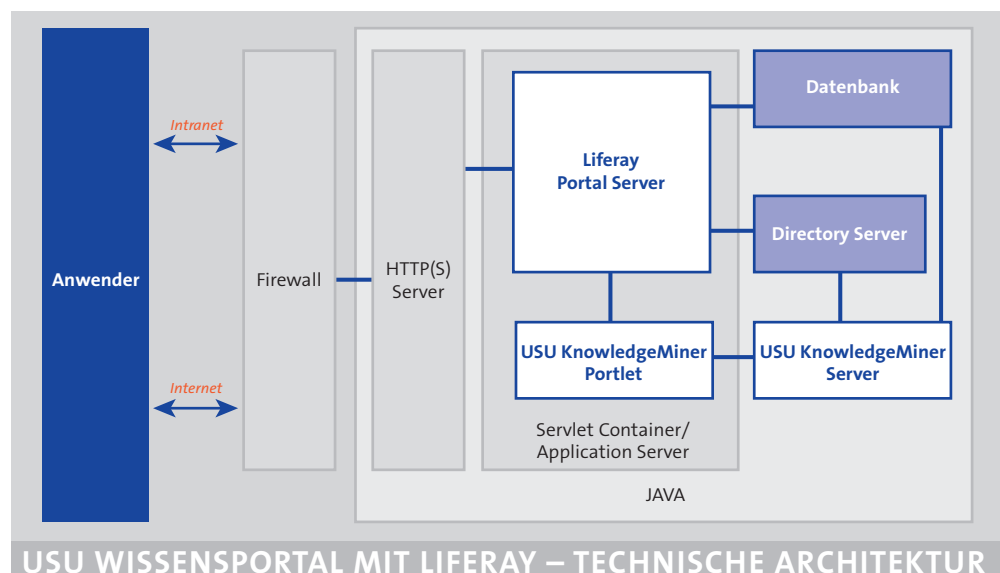 Anwender
Intranet
Internet
Firewall
HTTP(S)
Server
Liferay
Portal Server
USU KnowledgeMiner
Portlet
Servlet Container/
Application Server
Datenbank
Directory Server
USU KnowledgeMiner
Server
JAVA
USU WISSENSPORTAL MIT LIFERAY – TECHNISCHE ARCHITEKTUR